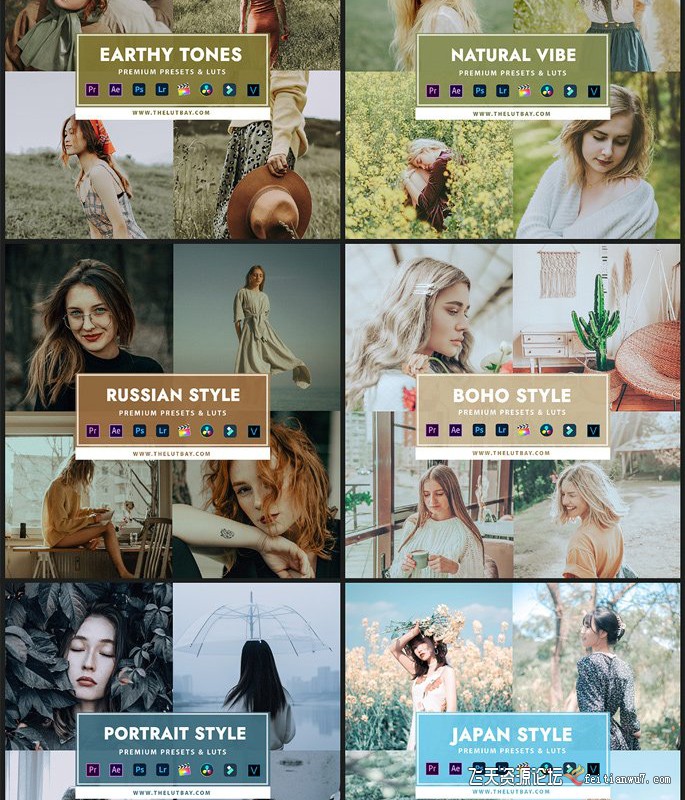 EARTHY TONES
PREMIUM PRESETS & LUTS
Pr Ae Ps Lr V
WWW.THELUTBAY.COM
NATURAL VIBE
PREMIUM PRESETS & LUTS
Pr Ae Ps Lr V
WWW.THELUTBAY.COM
RUSSIAN STYLE
PREMIUM PRESETS & LUTS
Pr Ae Ps Lr V
WWW.THELUTBAY.COM
BOHO STYLE
PREMIUM PRESETS & LUTS
Pr Ae Ps Lr V
WWW.THELUTBAY.COM
PORTRAIT STYLE
PREMIUM PRESETS & LUTS
Pr Ae Ps Lr V
WWW.THELUTBAY.COM
JAPAN STYLE
PREMIUM PRESETS & LUTS
Pr Ae Ps Lr V
飞天资源论坛 feitianwu7.com